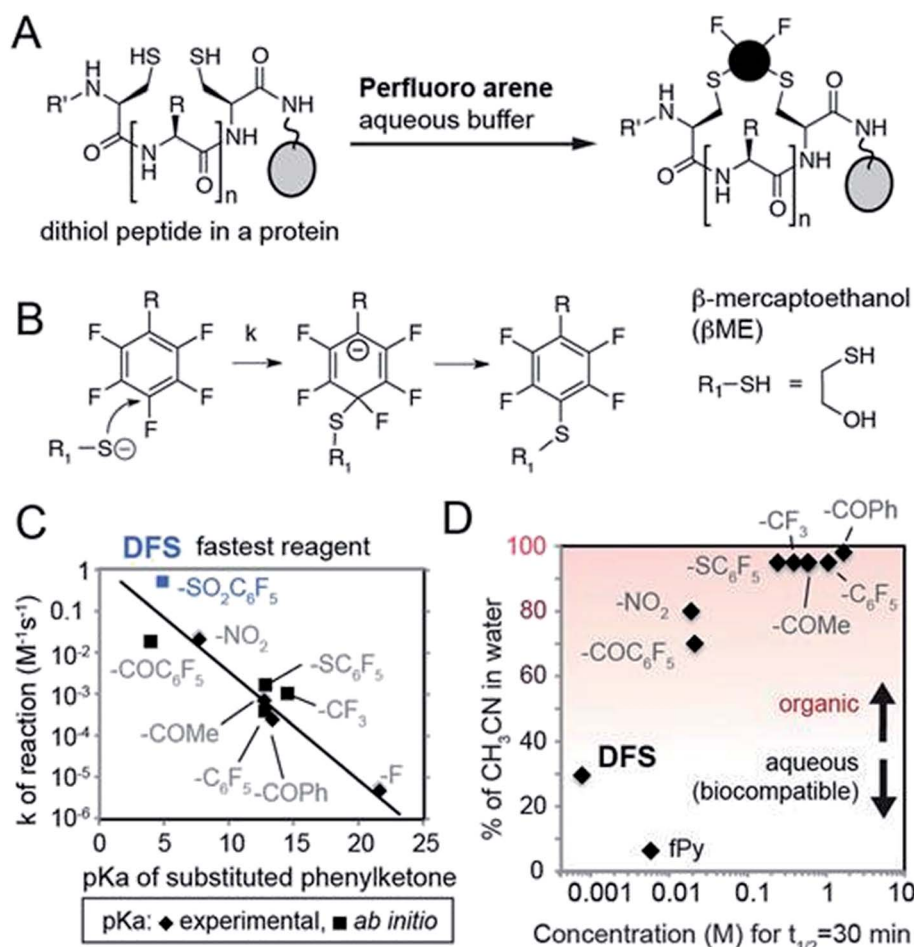 A
HS SH O
H
N
R'
R
H
N
NH
NH
O
O
n
dithiol peptide in a protein
Perfluoro arene
aqueous buffer
F F
S S O
H
N
R'
R
H
N
NH
NH
O
O
n
B
R
F F
F F
F
R1 –S⊖
k
R
⊖
F F
F F
S
R1
R
F F
F F
S
R1
β-mercaptoethanol
(βME)
R1–SH =
SH
OH
C
DFS fastest reagent
k of reaction (M-1s-1)
1
0.1
10-2
10-3
10-4
10-5
10-6
-SO2C6F5
-NO2
-COC6F5
-SC6F5
-CF3
-COMe
-C6F5
-COPh
-F
0 5 10 15 20 25
pKa of substituted phenylketone
pKa: ◆ experimental, ■ ab initio
D
% of CH3CN in water
100
80
60
40
20
0
-COPh
-CF3
-SC6F5
-C6F5
-COMe
-NO2
-COC6F5
organic
aqueous
(biocompatible)
DFS
fPy
0.001 0.01 0.1 1 10
Concentration (M) for t1/2=30 min